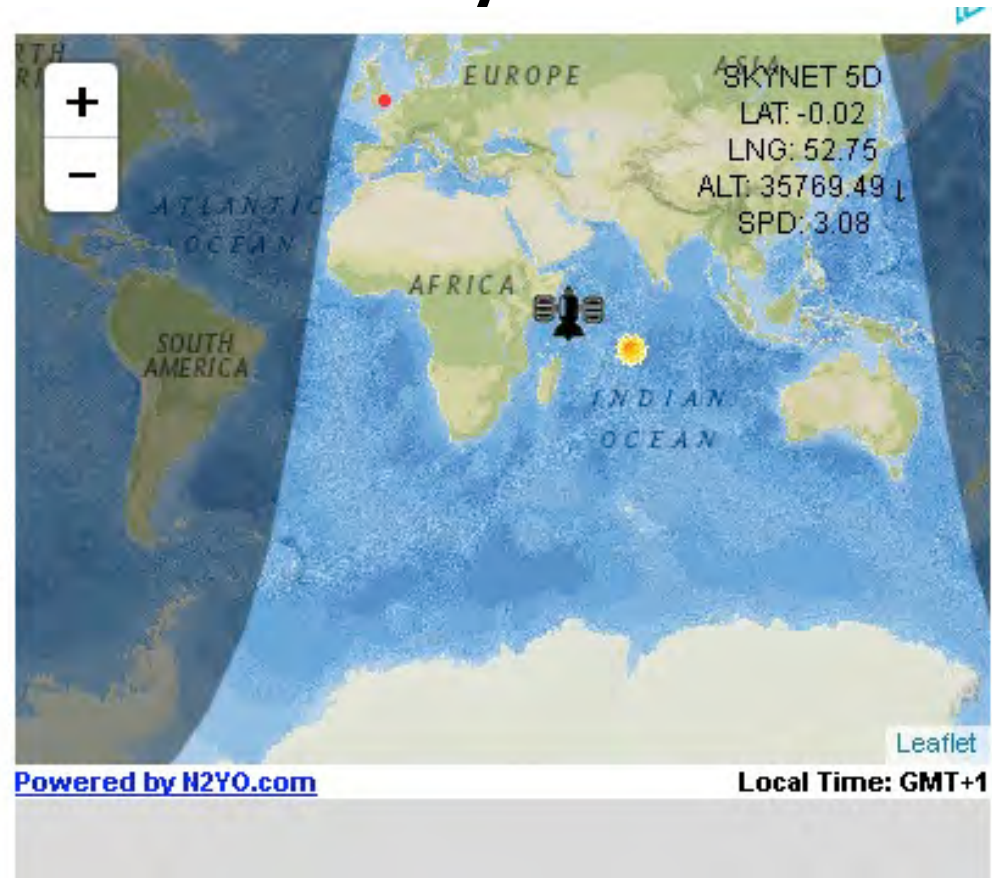 +
−
EUROPE
ASIA
SKYNET 5D
LAT: -0.02
LNG: 52.75
ALT: 35769.49 ↓
SPD: 3.08
ATLANTIC
OCEAN
AFRICA
SOUTH
AMERICA
INDIAN
OCEAN
Leaflet
Powered by N2YO.com
Local Time: GMT+1